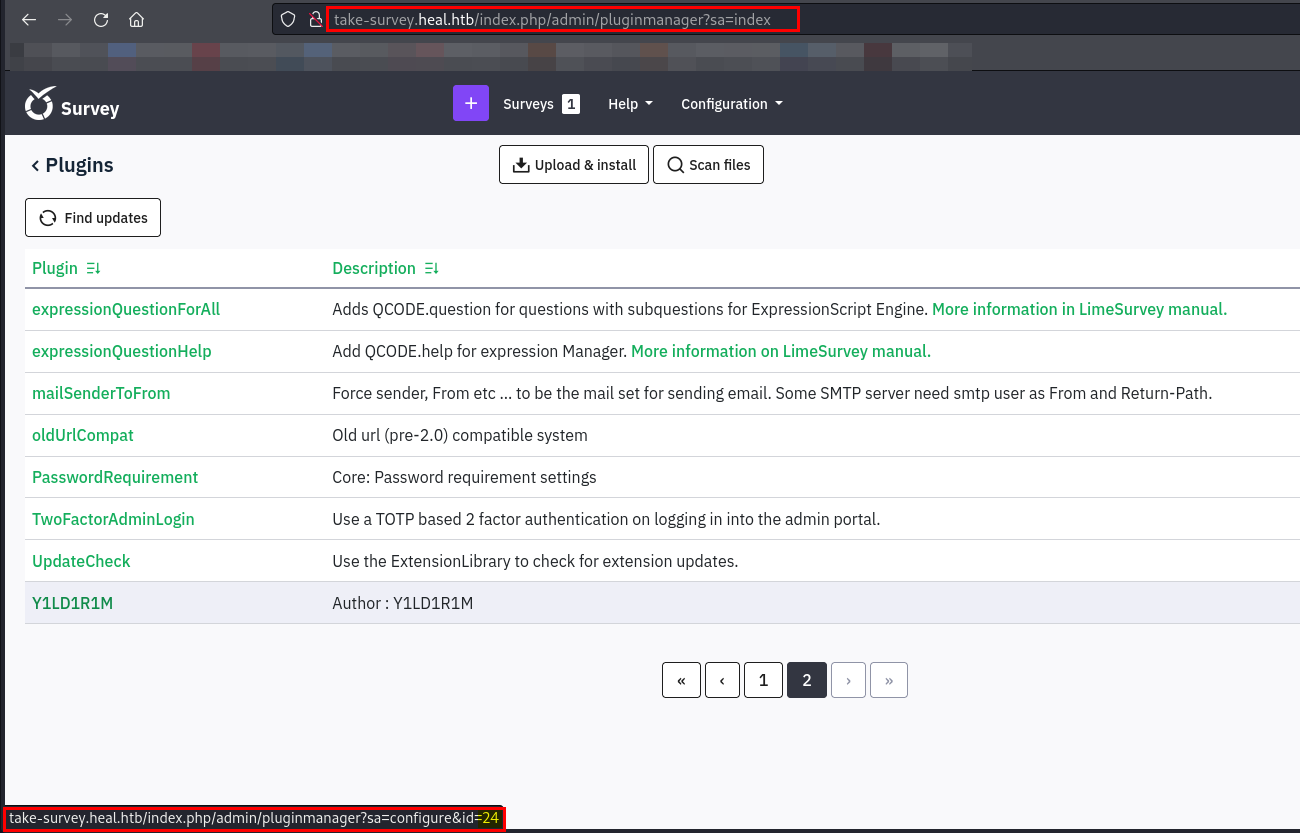 take-survey.heal.htb/index.php/admin/pluginmanager?sa=index
Survey
+ Surveys 1 Help Configuration
Plugins
Upload & install Scan files
Find updates
Plugin Description
expressionQuestionForAll Adds QCODE.question for questions with subquestions for ExpressionScript Engine. More information in LimeSurvey manual.
expressionQuestionHelp Add QCODE.help for expression Manager. More information on LimeSurvey manual.
mailSenderToFrom Force sender, From etc ... to be the mail set for sending email. Some SMTP server need smtp user as From and Return-Path.
oldUrlCompat Old url (pre-2.0) compatible system
PasswordRequirement Core: Password requirement settings
TwoFactorAdminLogin Use a TOTP based 2 factor authentication on logging in into the admin portal.
UpdateCheck Use the ExtensionLibrary to check for extension updates.
Y1LD1R1M Author : Y1LD1R1M
« ‹ 1 2 › »
take-survey.heal.htb/index.php/admin/pluginmanager?sa=configure&id=24